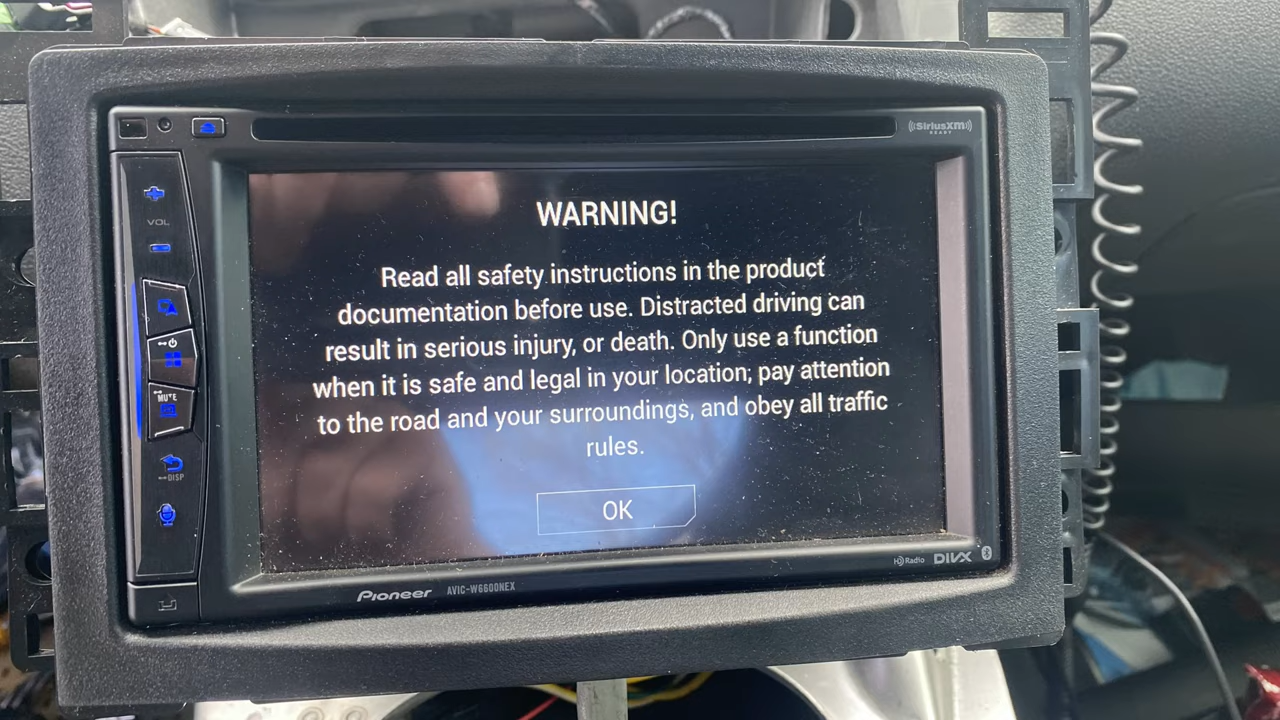 SiriusXM
READY
VOL
MUTE
DISP
WARNING!
Read all safety instructions in the product
documentation before use. Distracted driving can
result in serious injury, or death. Only use a function
when it is safe and legal in your location; pay attention
to the road and your surroundings, and obey all traffic
rules.
OK
HD Radio
DIVX
Pioneer
AVIC-W6600NEX